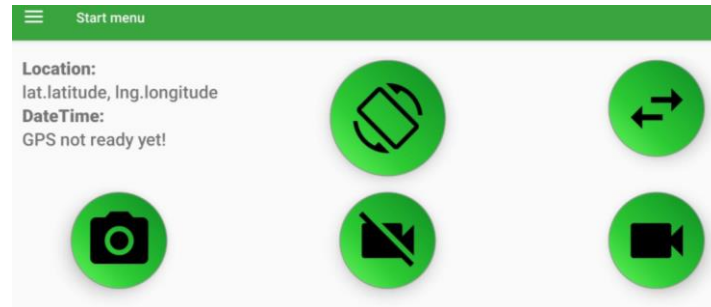 Start menu
Location:
lat.latitude, lng.longitude
DateTime:
GPS not ready yet!